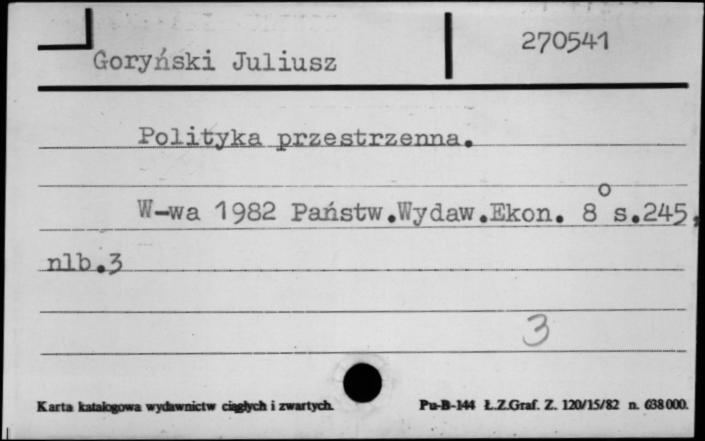 Goryński Juliusz 270541
Polityka przestrzenna.
W-wa 1982 Państw.Wydaw.Ekon. 8° s.245,
nlb.3
3
Karta katalogowa wydawnictw ciągłych i zwartych. Pu-B-144 Ł.Z.Graf. Z. 120/15/82 n. 638000.